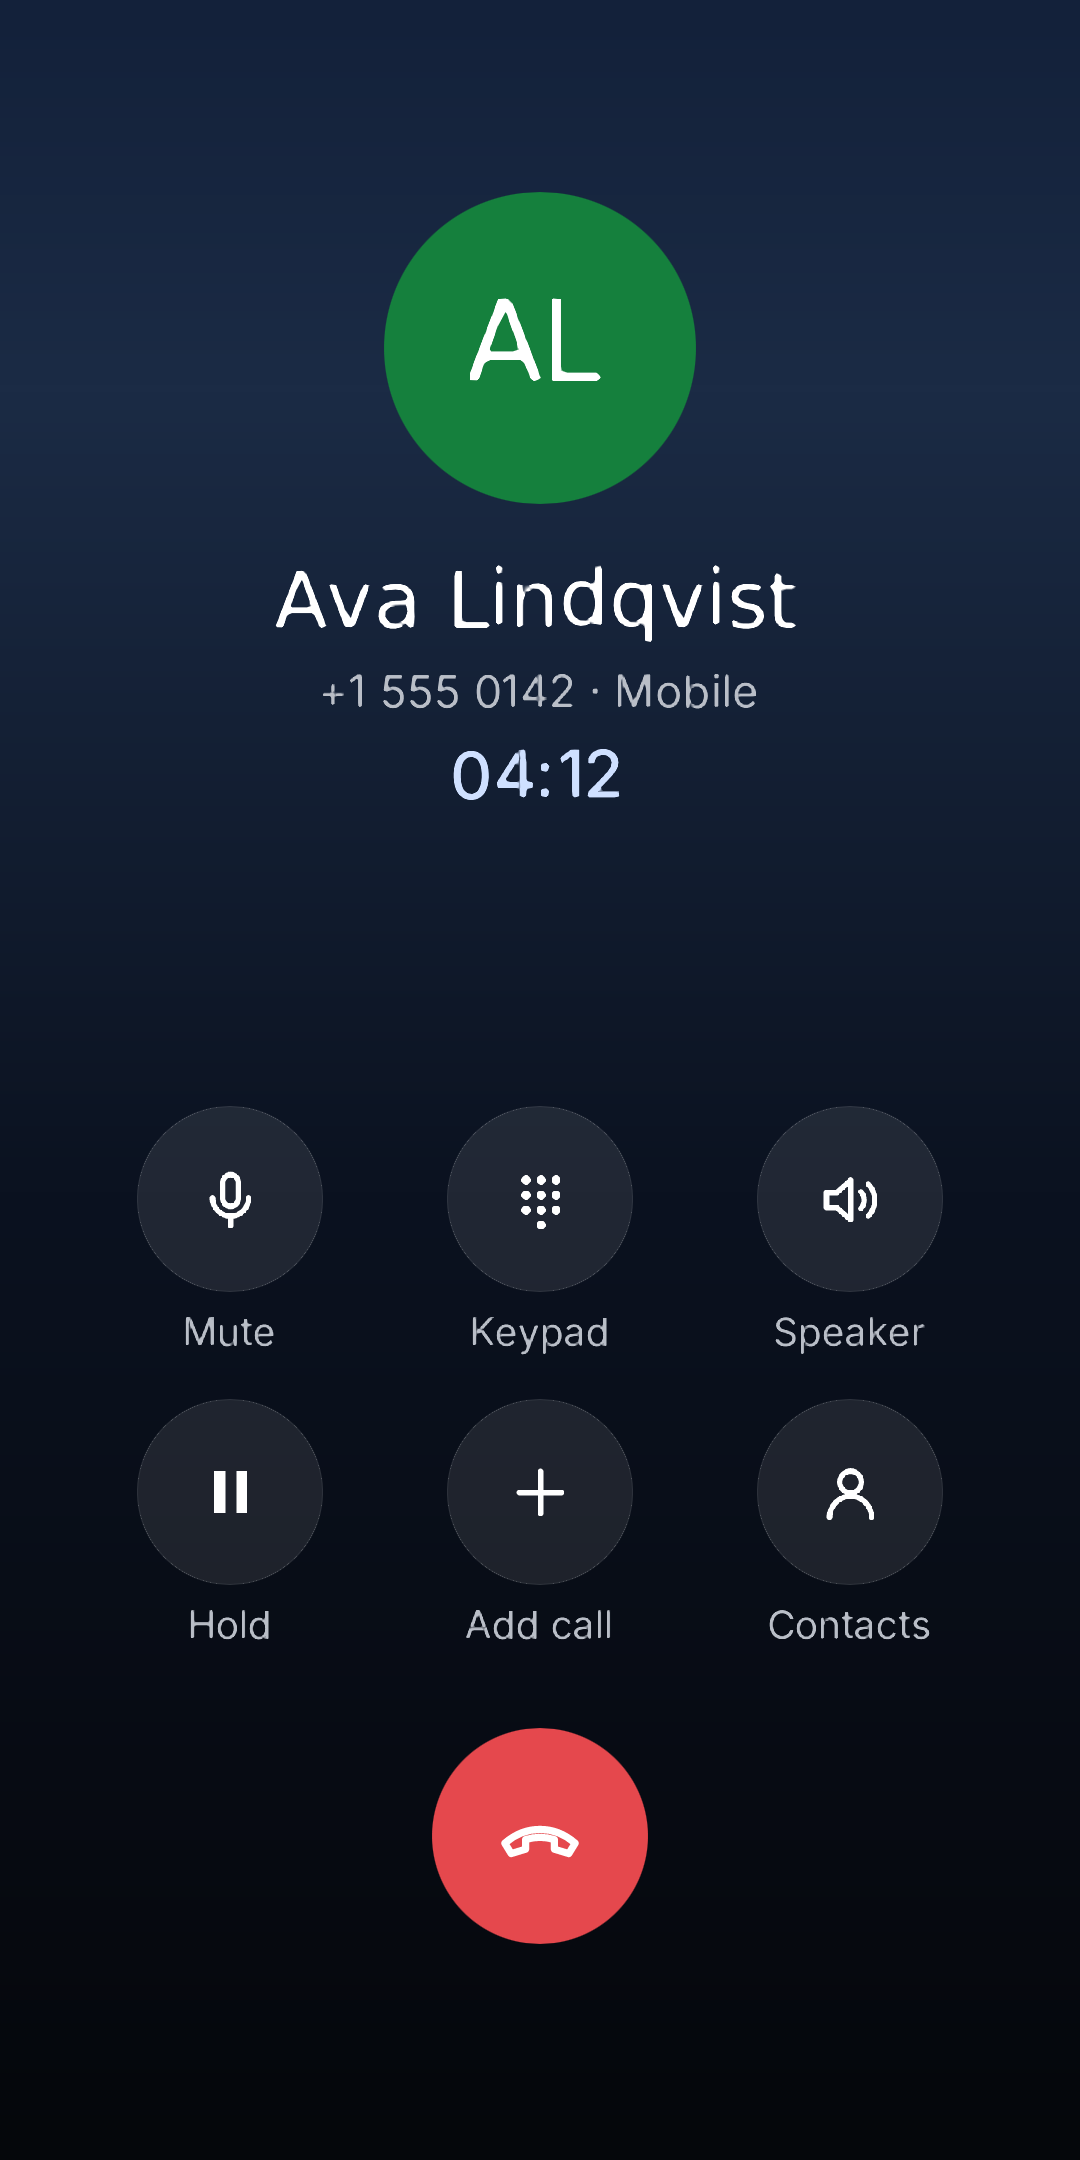 AL
Ava Lindqvist
+1 555 0142 · Mobile
04:12
Mute Keypad Speaker
Hold Add call Contacts